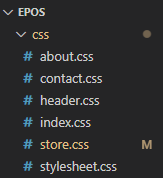 EPOS
css
# about.css
# contact.css
# header.css
# index.css
# store.css M
# stylesheet.css